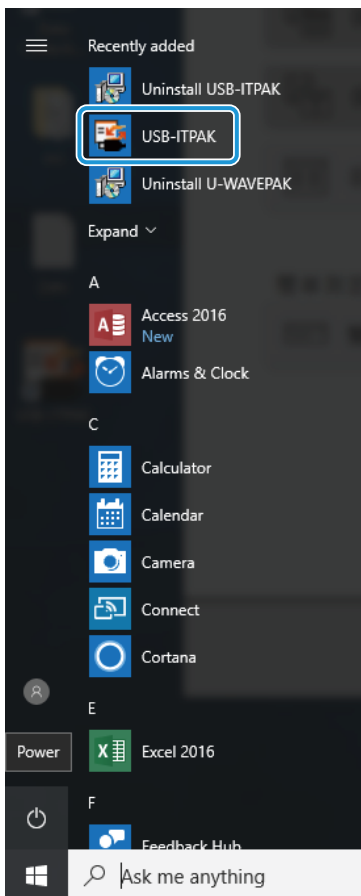 Recently added
Uninstall USB-ITPAK
USB-ITPAK
Uninstall U-WAVEPAK
Expand
A
Access 2016
New
Alarms & Clock
C
Calculator
Calendar
Camera
Connect
Cortana
E
Power
Excel 2016
F
Feedback Hub
Ask me anything